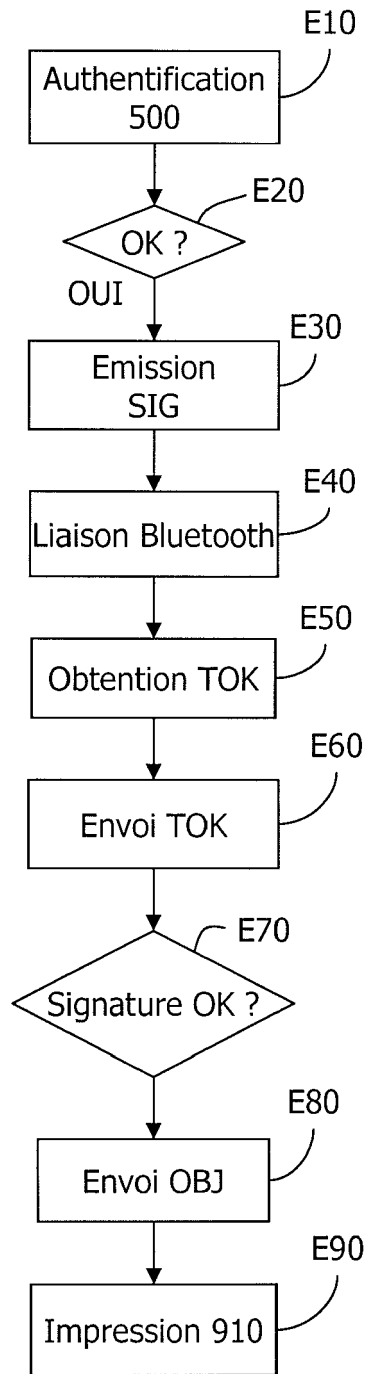 E10
Authentification
500
E20
OK ?
OUI
E30
Emission
SIG
E40
Liaison Bluetooth
E50
Obtention TOK
E60
Envoi TOK
E70
Signature OK ?
E80
Envoi OBJ
E90
Impression 910